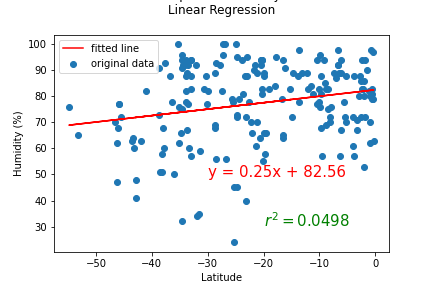 Linear Regression
fitted line
original data
100
90
80
70
60
50
40
30
Humidity (%)
y = 0.25x + 82.56
r² = 0.0498
−50
−40
−30
−20
−10
0
Latitude